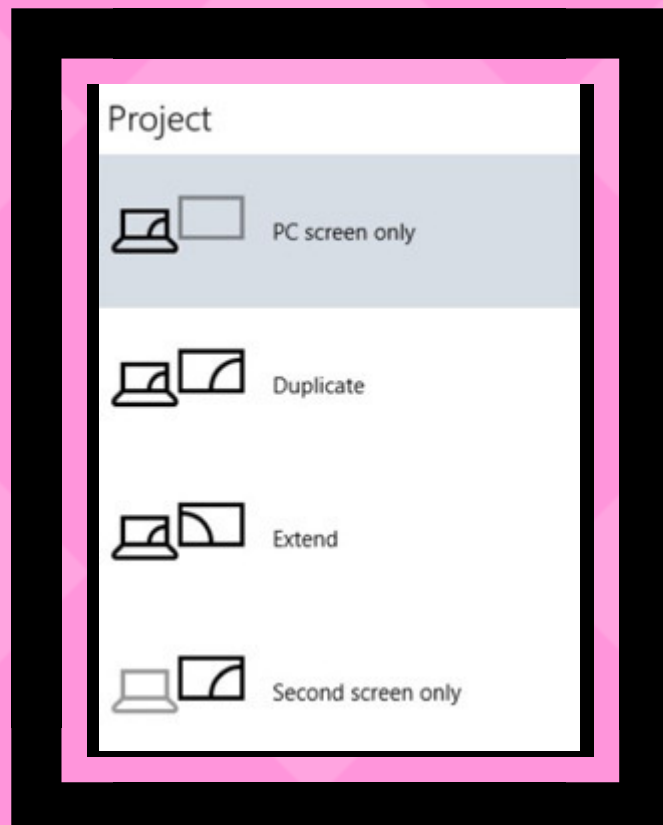 Project
PC screen only
Duplicate
Extend
Second screen only